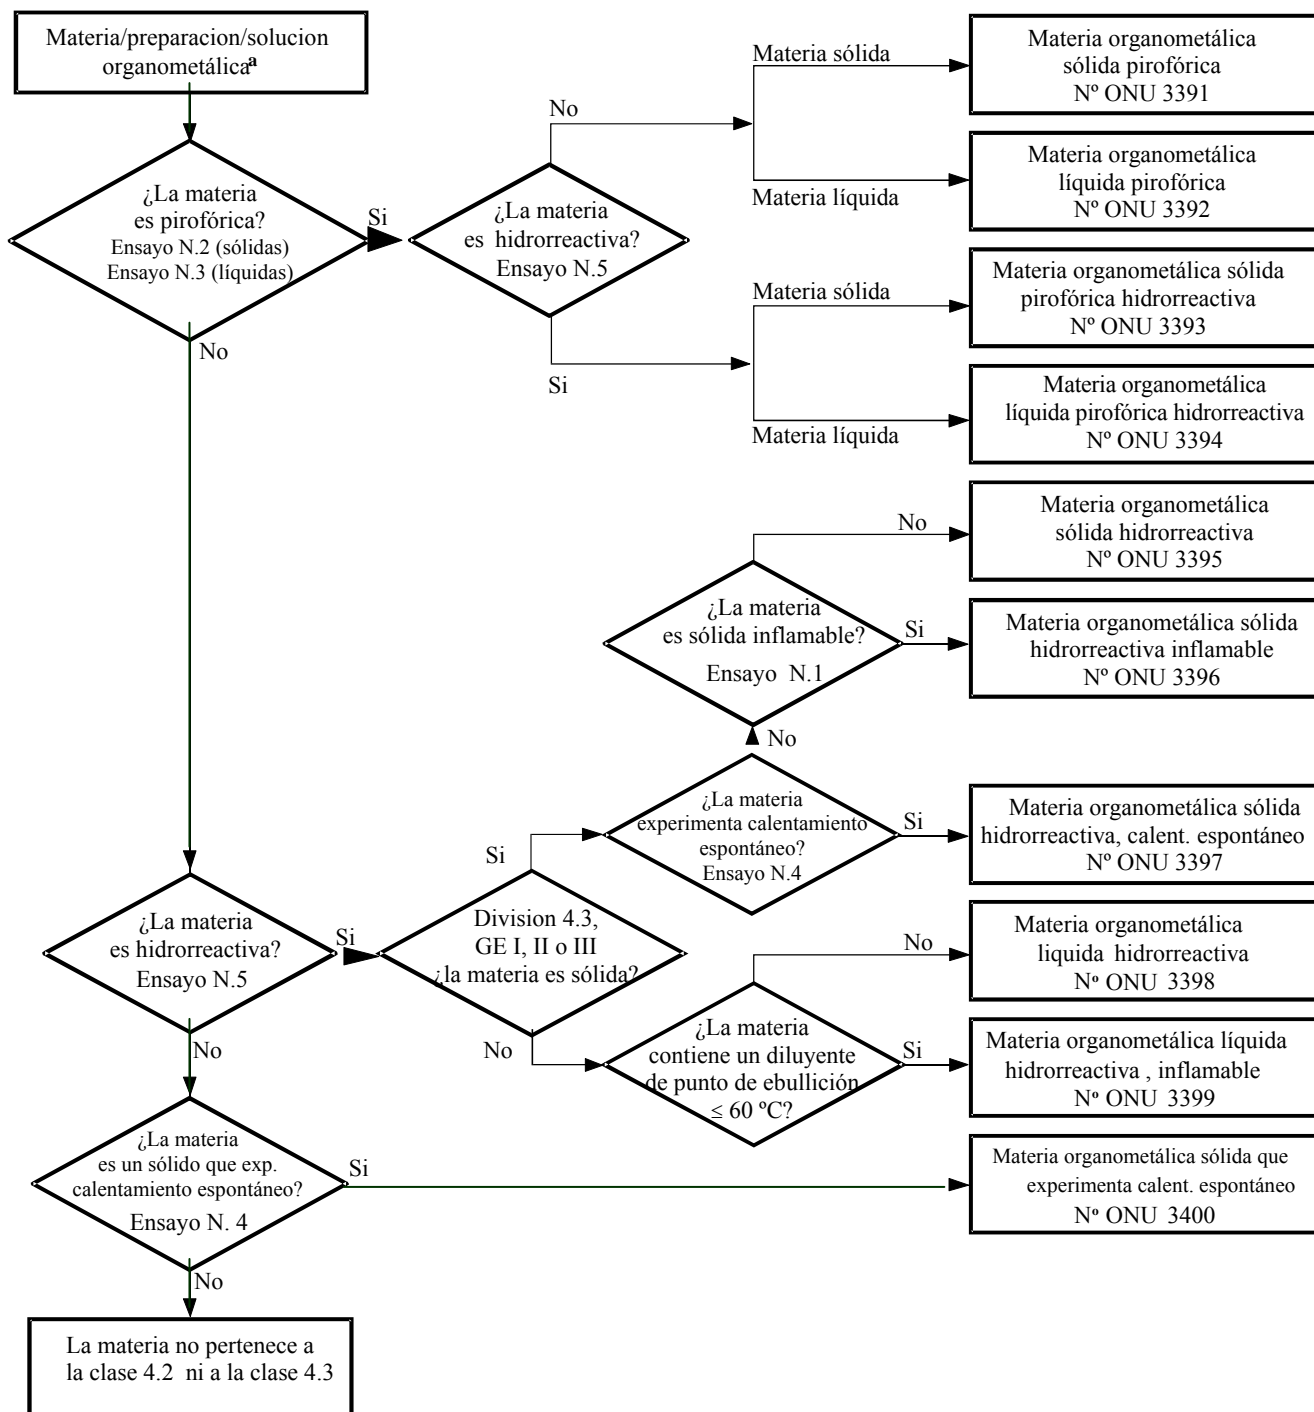 Materia/preparacion/solucion
organometálicaᵃ
Materia sólida
Materia organometálica
sólida pirofórica
Nº ONU 3391
No
Materia líquida
Materia organometálica
líquida pirofórica
Nº ONU 3392
¿La materia
es pirofórica?
Ensayo N.2 (sólidas)
Ensayo N.3 (líquidas)
Si
¿La materia
es hidrorreactiva?
Ensayo N.5
Materia sólida
Materia organometálica sólida
pirofórica hidrorreactiva
Nº ONU 3393
No
Si
Materia líquida
Materia organometálica
líquida pirofórica hidrorreactiva
Nº ONU 3394
No
Materia organometálica
sólida hidrorreactiva
Nº ONU 3395
¿La materia
es sólida inflamable?
Ensayo N.1
Si
Materia organometálica sólida
hidrorreactiva inflamable
Nº ONU 3396
No
¿La materia
experimenta calentamiento
espontáneo?
Ensayo N.4
Si
Materia organometálica sólida
hidrorreactiva, calent. espontáneo
Nº ONU 3397
Si
¿La materia
es hidrorreactiva?
Ensayo N.5
Si
Division 4.3,
GE I, II o III
¿la materia es sólida?
No
Materia organometálica
liquida hidrorreactiva
Nº ONU 3398
No
No
¿La materia
contiene un diluyente
de punto de ebullición
≤ 60 ºC?
Si
Materia organometálica líquida
hidrorreactiva , inflamable
Nº ONU 3399
¿La materia
es un sólido que exp.
calentamiento espontáneo?
Ensayo N. 4
Si
Materia organometálica sólida que
experimenta calent. espontáneo
Nº ONU 3400
No
La materia no pertenece a
la clase 4.2 ni a la clase 4.3